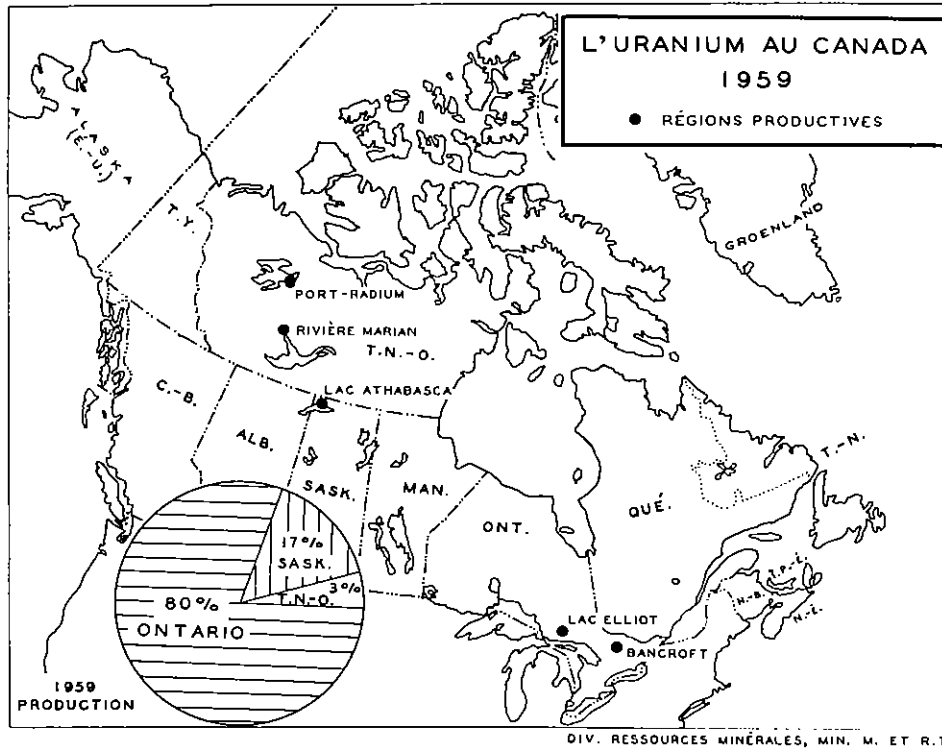 L'URANIUM AU CANADA
1959
● RÉGIONS PRODUCTIVES
ALASKA
(É.-U.)
T.Y.
GROENLAND
PORT-RADIUM
RIVIÈRE MARIAN
T.N.-O.
LAC ATHABASCA
C.-B.
ALB.
SASK.
MAN.
ONT.
QUÉ.
T.-N.
T.P.-É.
N.-B.
N.-É.
LAC ELLIOT
BANCROFT
17%
SASK.
3%
T.N.-O.
80%
ONTARIO
1959
PRODUCTION
DIV. RESSOURCES MINÉRALES, MIN. M. ET R.T